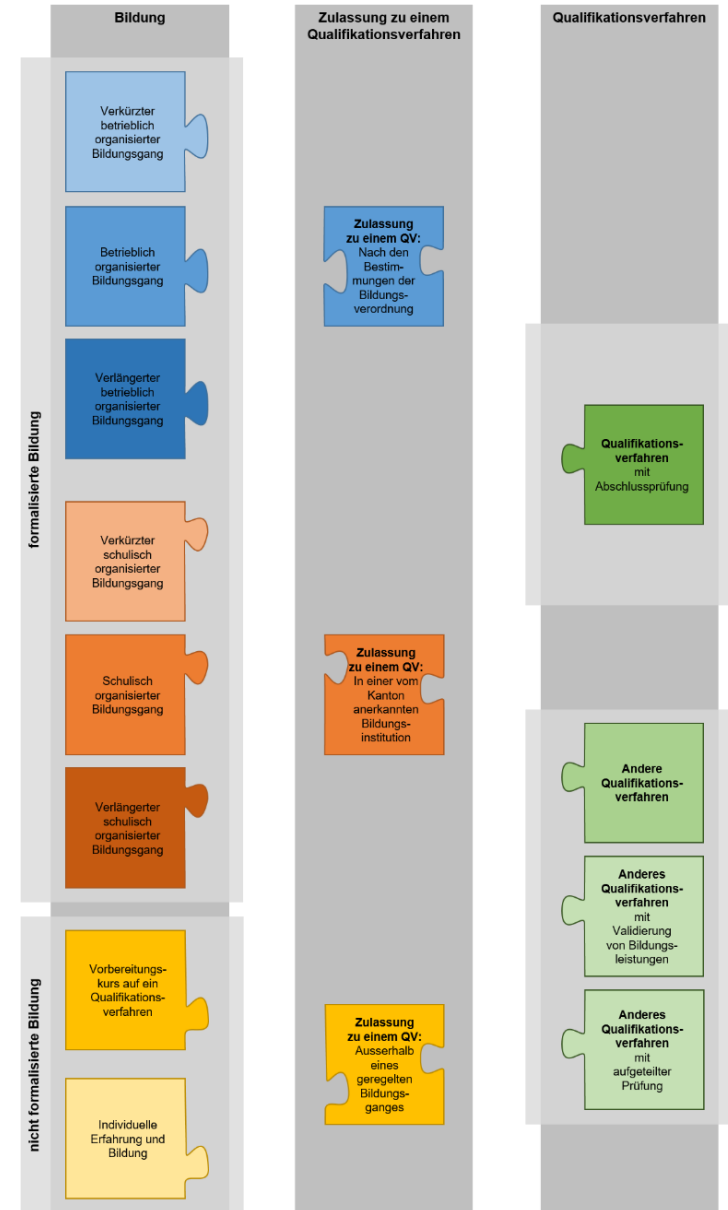 Bildung
Verkürzter
betrieblich
organisierter
Bildungsgang
Betrieblich
organisierter
Bildungsgang
Verlängerter
betrieblich
organisierter
Bildungsgang
Verkürzter
schulisch
organisierter
Bildungsgang
Schulisch
organisierter
Bildungsgang
Verlängerter
schulisch
organisierter
Bildungsgang
Vorbereitungs-
kurs auf ein
Qualifikations-
verfahren
Individuelle
Erfahrung und
Bildung
formalisierte Bildung
nicht formalisierte Bildung
Zulassung zu einem
Qualifikationsverfahren
Zulassung
zu einem QV:
Nach den
Bestim-
mungen der
Bildungs-
verordnung
Zulassung
zu einem QV:
In einer vom
Kanton
anerkannten
Bildungs-
institution
Zulassung
zu einem QV:
Ausserhalb
eines
geregelten
Bildungs-
ganges
Qualifikationsverfahren
Qualifikations-
verfahren
mit
Abschlussprüfung
Andere
Qualifikations-
verfahren
Anderes
Qualifikations-
verfahren
mit
Validierung
von Bildungs-
leistungen
Anderes
Qualifikations-
verfahren
mit
aufgeteilter
Prüfung